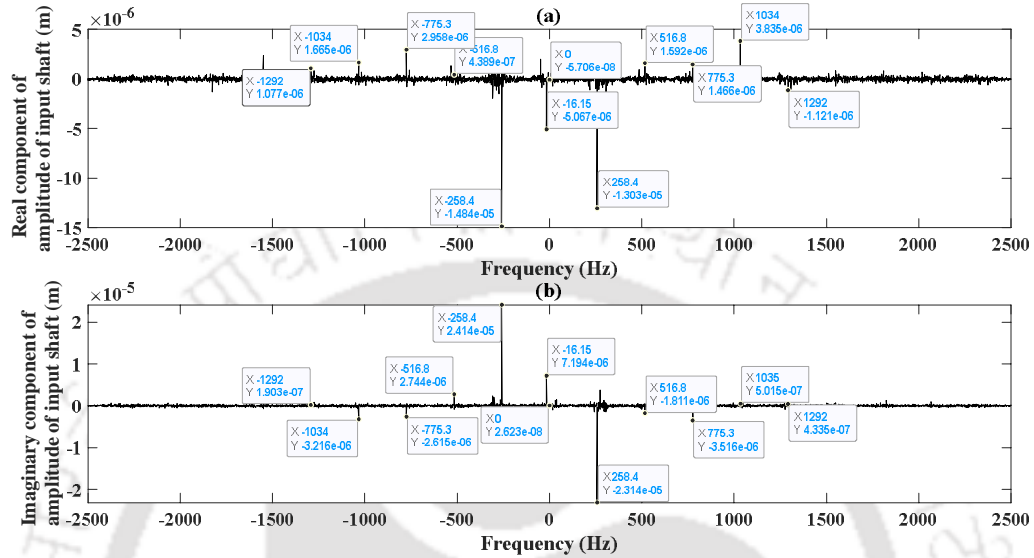 (a)
×10⁻⁶
Real component of
amplitude of input shaft (m)
5
0
-5
-10
-15
X -1292
Y 1.077e-06
X -1034
Y 1.665e-06
X -775.3
Y 2.958e-06
X -516.8
Y 4.389e-07
X 0
Y -5.706e-08
X -16.15
Y -5.067e-06
X 516.8
Y 1.592e-06
X 775.3
Y 1.466e-06
X 1034
Y 3.835e-06
X 1292
Y -1.121e-06
X -258.4
Y -1.484e-05
X 258.4
Y -1.303e-05
-2500 -2000 -1500 -1000 -500 0 500 1000 1500 2000 2500
Frequency (Hz)
(b)
×10⁻⁵
Imaginary component of
amplitude of input shaft (m)
2
1
0
-1
-2
X -258.4
Y 2.414e-05
X -16.15
Y 7.194e-06
X -1292
Y 1.903e-07
X -516.8
Y 2.744e-06
X 516.8
Y -1.811e-06
X 1035
Y 5.015e-07
X -1034
Y -3.216e-06
X -775.3
Y -2.615e-06
X 0
Y 2.623e-08
X 775.3
Y -3.516e-06
X 1292
Y 4.335e-07
X 258.4
Y -2.314e-05
-2500 -2000 -1500 -1000 -500 0 500 1000 1500 2000 2500
Frequency (Hz)